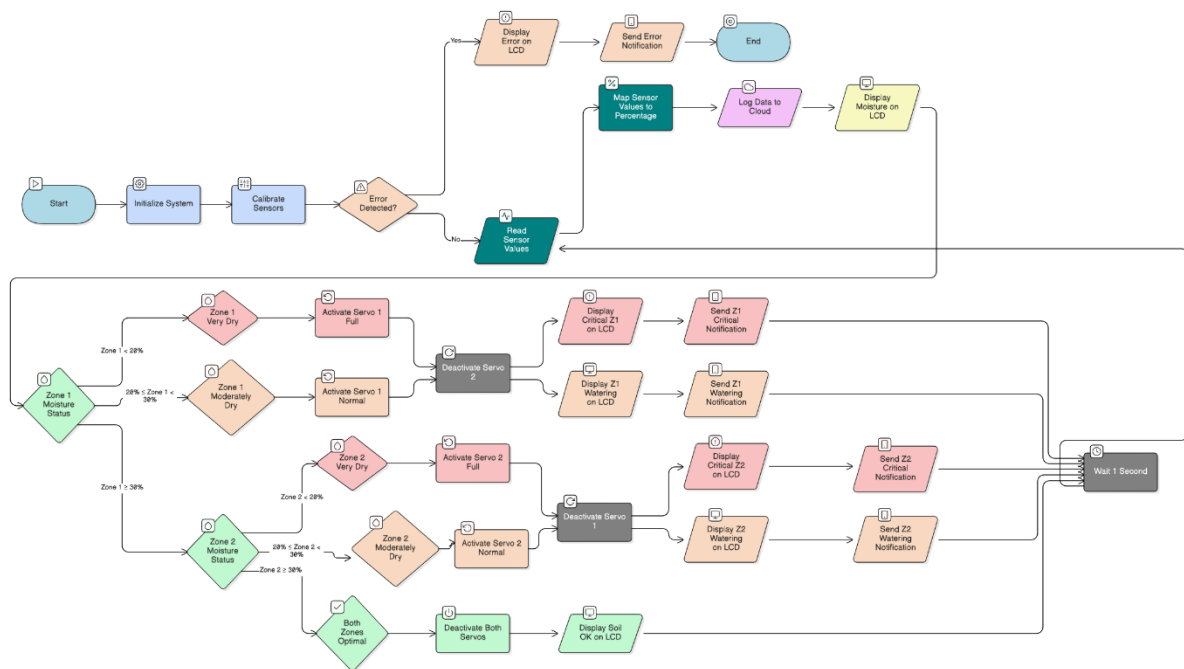 Display
Error on
LCD
Send Error
Notification
End
Yes
Map Sensor
Values to
Percentage
Log Data to
Cloud
Display
Moisture on
LCD
Start
Initialize System
Calibrate
Sensors
Error
Detected?
No
Read
Sensor
Values
Zone 1
Very Dry
Activate Servo 1
Full
Display
Critical Z1
on LCD
Send Z1
Critical
Notification
Zone 1 < 20%
Deactivate Servo
2
Zone 1
Moisture
Status
20% ≤ Zone 1 <
30%
Zone 1
Moderately
Dry
Activate Servo 1
Normal
Display Z1
Watering
on LCD
Send Z1
Watering
Notification
Zone 1 ≥ 30%
Zone 2
Very Dry
Activate Servo 2
Full
Display
Critical Z2
on LCD
Send Z2
Critical
Notification
Wait 1 Second
Zone 2 < 20%
Deactivate Servo
1
Zone 2
Moisture
Status
20% ≤ Zone 2 <
30%
Zone 2
Moderately
Dry
Activate Servo 2
Normal
Display Z2
Watering
on LCD
Send Z2
Watering
Notification
Zone 2 ≥ 30%
Both
Zones
Optimal
Deactivate Both
Servos
Display Soil
OK on LCD